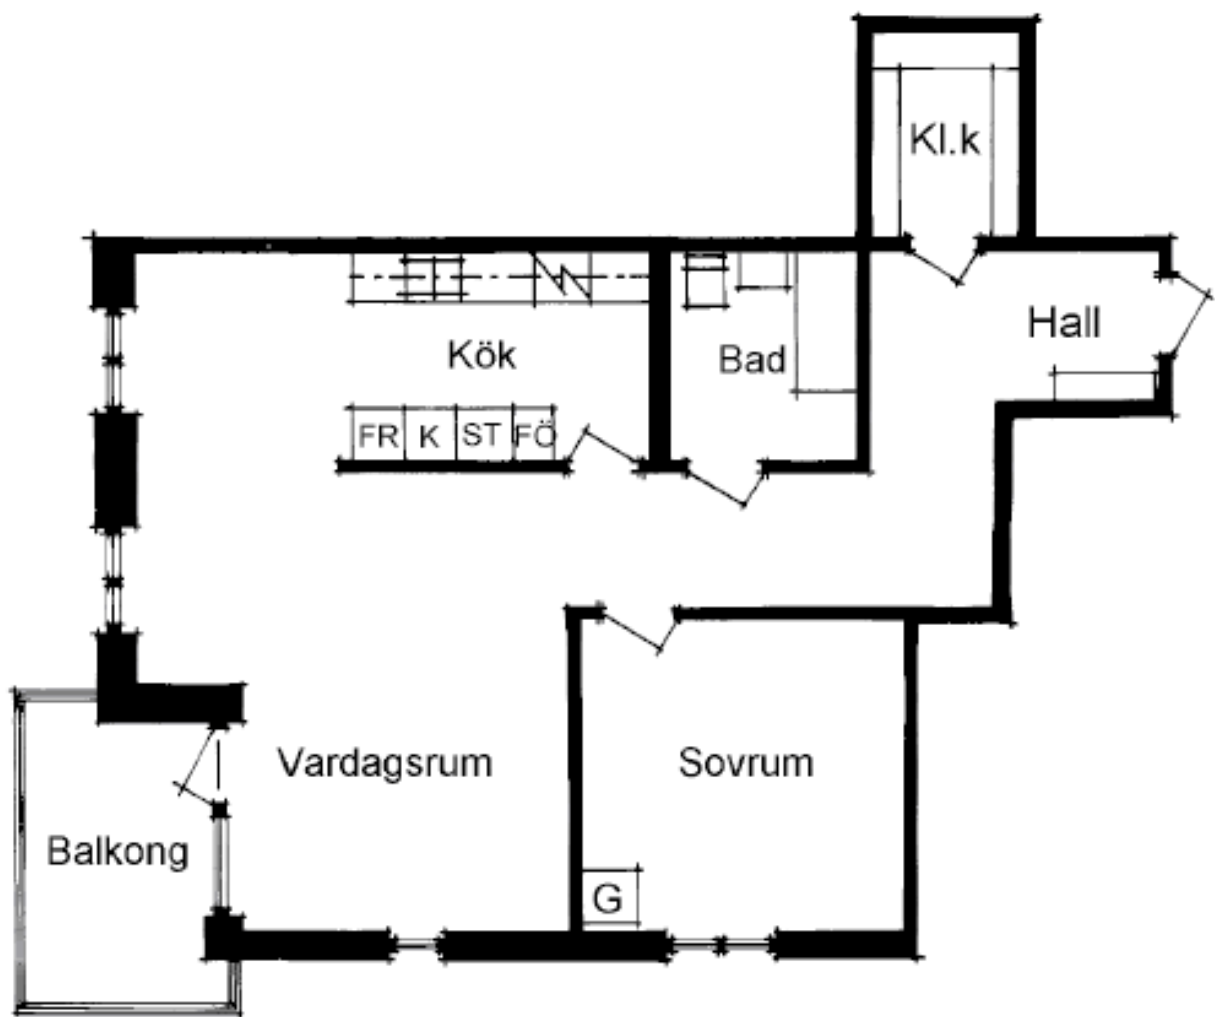 Kl.k
Hall
Kök
Bad
FR K ST FÖ
Vardagsrum
Sovrum
Balkong
G